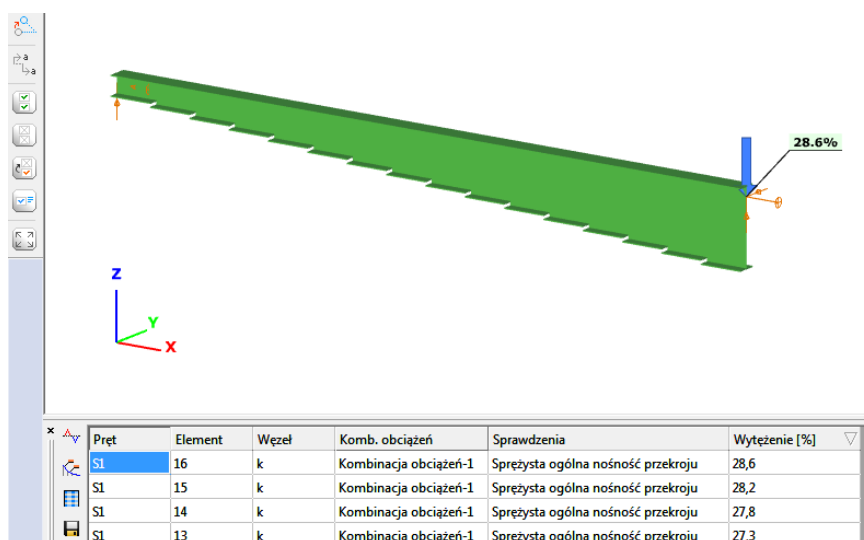 a
a
28.6%
Z
Y
X
Pręt Element Węzeł Komb. obciążeń Sprawdzenia Wytężenie [%]
S1 16 k Kombinacja obciążeń-1 Sprężysta ogólna nośność przekroju 28,6
S1 15 k Kombinacja obciążeń-1 Sprężysta ogólna nośność przekroju 28,2
S1 14 k Kombinacja obciążeń-1 Sprężysta ogólna nośność przekroju 27,8
S1 13 k Kombinacja obciążeń-1 Sprężysta ogólna nośność przekroju 27,3